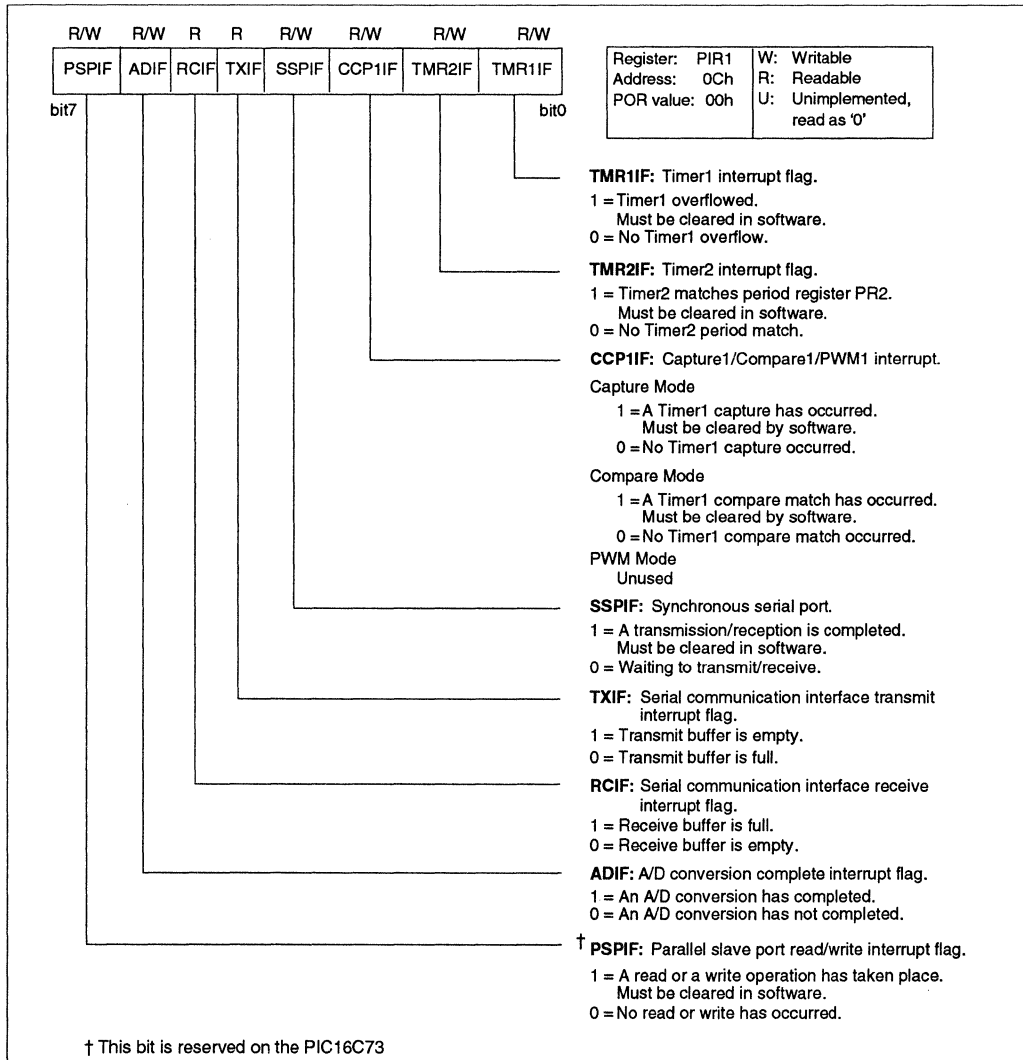 R/W R/W R R R/W R/W R/W R/W
PSPIF ADIF RCIF TXIF SSPIF CCP1IF TMR2IF TMR1IF
bit7 bit0
Register: PIR1 W: Writable
Address: 0Ch R: Readable
POR value: 00h U: Unimplemented,
read as '0'
TMR1IF: Timer1 interrupt flag.
1 = Timer1 overflowed.
Must be cleared in software.
0 = No Timer1 overflow.
TMR2IF: Timer2 interrupt flag.
1 = Timer2 matches period register PR2.
Must be cleared in software.
0 = No Timer2 period match.
CCP1IF: Capture1/Compare1/PWM1 interrupt.
Capture Mode
1 = A Timer1 capture has occurred.
Must be cleared by software.
0 = No Timer1 capture occurred.
Compare Mode
1 = A Timer1 compare match has occurred.
Must be cleared by software.
0 = No Timer1 compare match occurred.
PWM Mode
Unused
SSPIF: Synchronous serial port.
1 = A transmission/reception is completed.
Must be cleared in software.
0 = Waiting to transmit/receive.
TXIF: Serial communication interface transmit
interrupt flag.
1 = Transmit buffer is empty.
0 = Transmit buffer is full.
RCIF: Serial communication interface receive
interrupt flag.
1 = Receive buffer is full.
0 = Receive buffer is empty.
ADIF: A/D conversion complete interrupt flag.
1 = An A/D conversion has completed.
0 = An A/D conversion has not completed.
† PSPIF: Parallel slave port read/write interrupt flag.
1 = A read or a write operation has taken place.
Must be cleared in software.
0 = No read or write has occurred.
† This bit is reserved on the PIC16C73